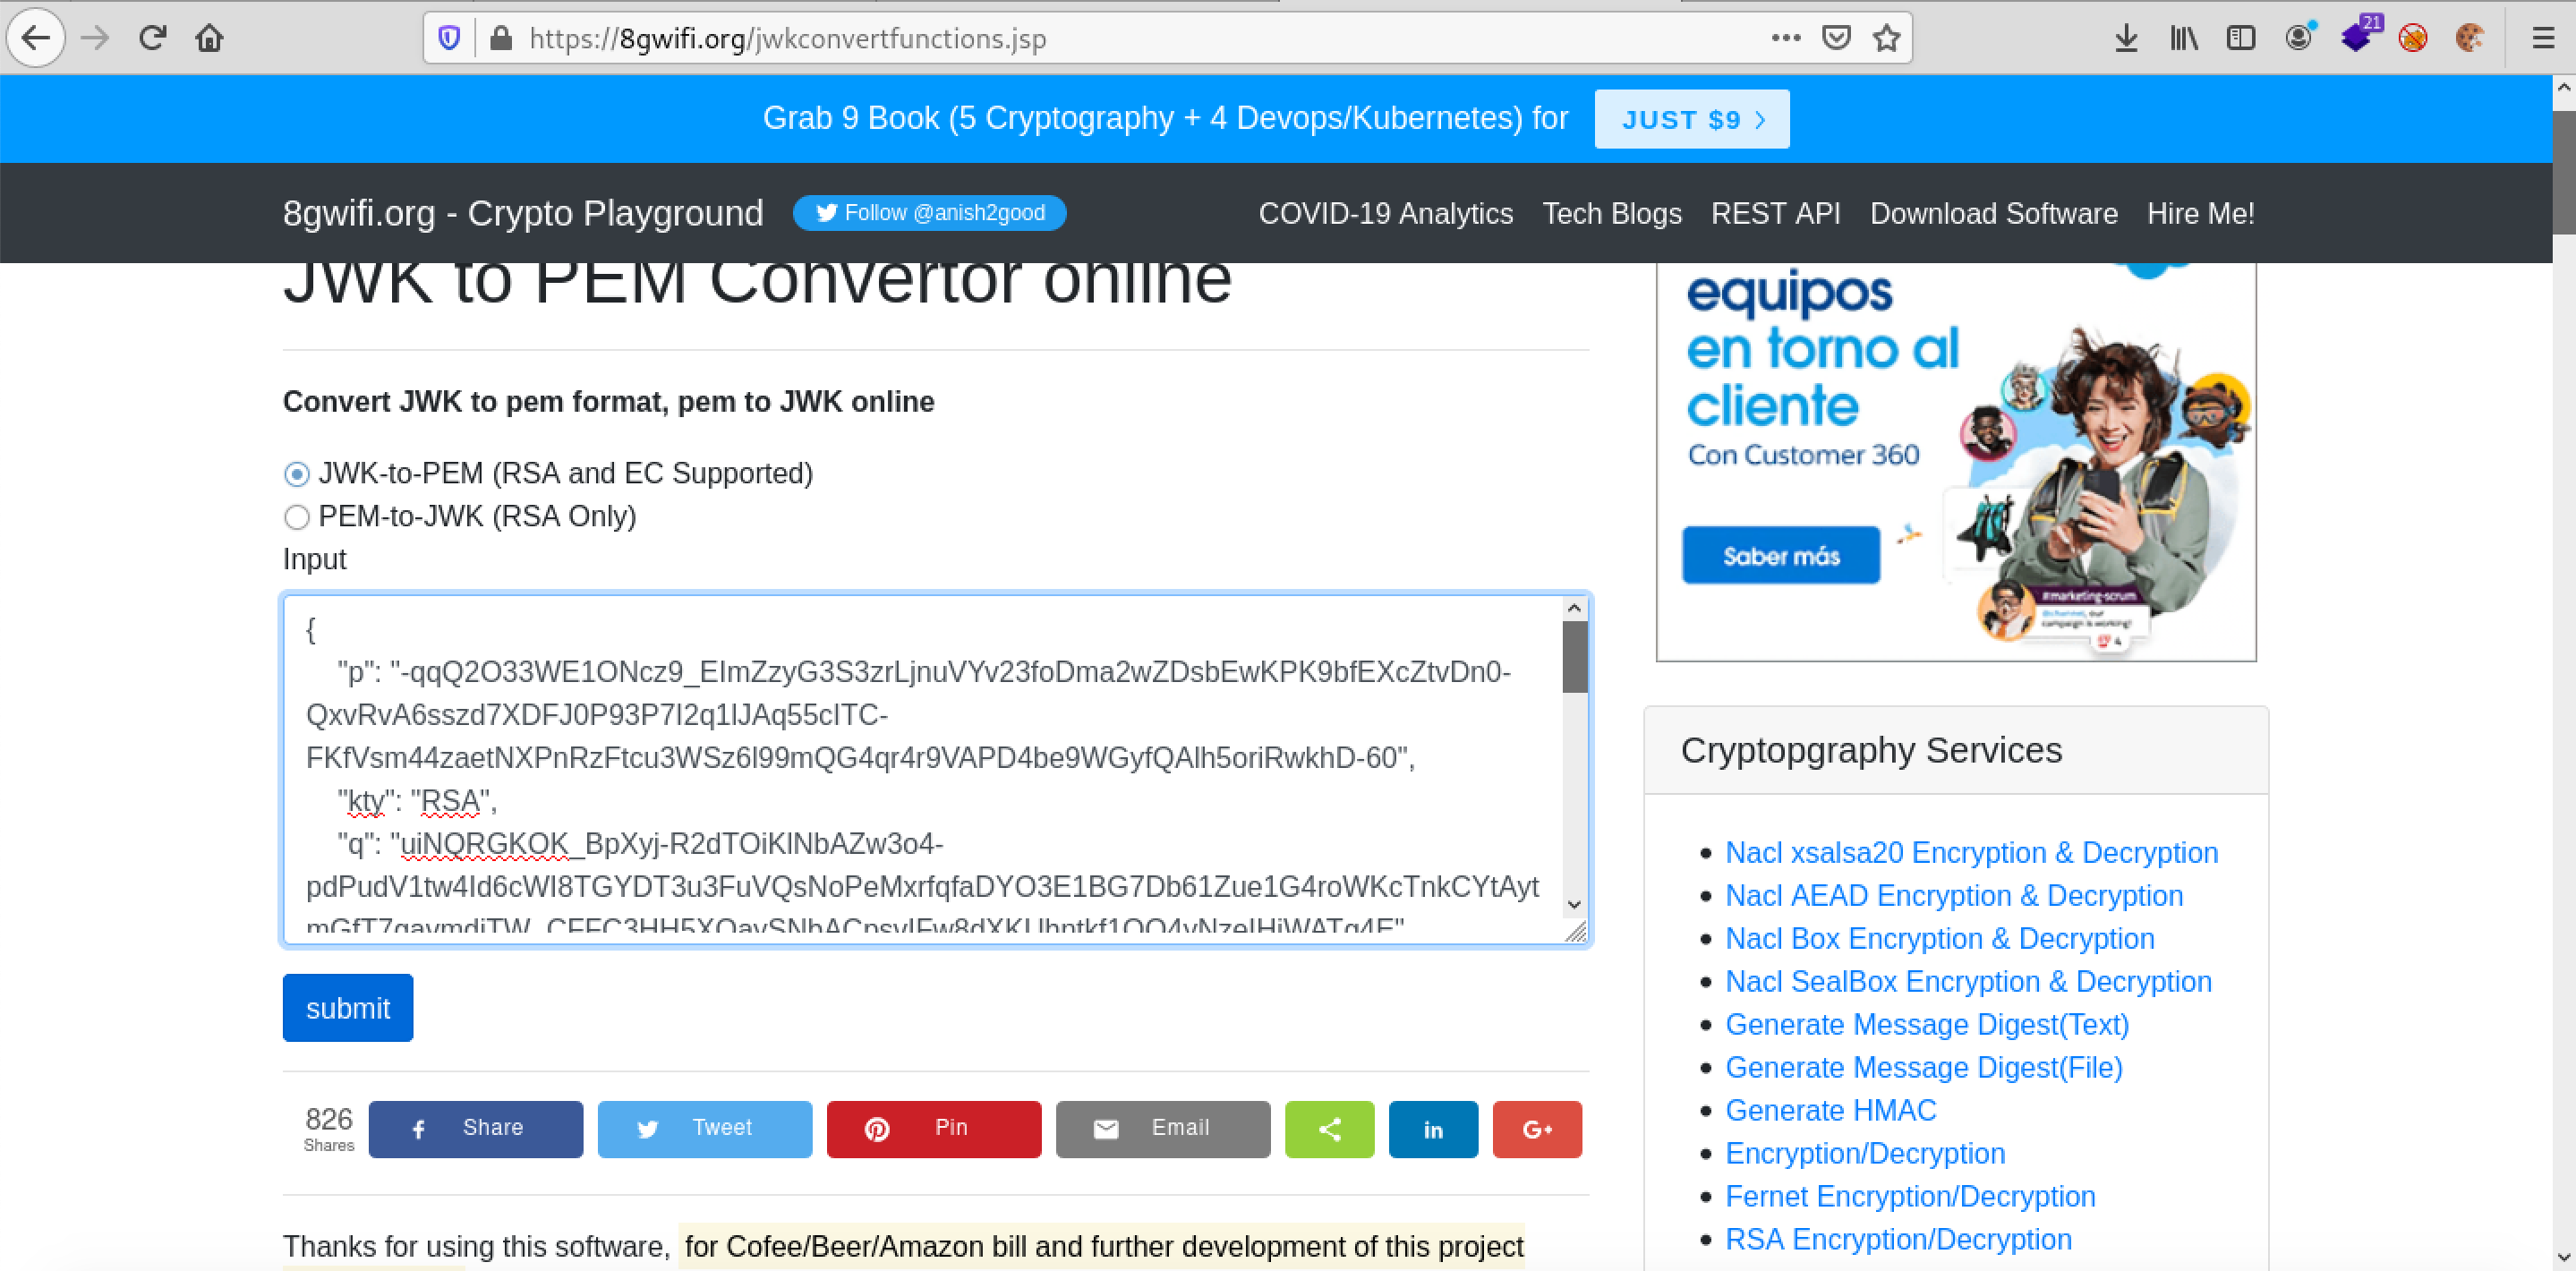 https://8gwifi.org/jwkconvertfunctions.jsp
21
Grab 9 Book (5 Cryptography + 4 Devops/Kubernetes) for JUST $9 >
8gwifi.org - Crypto Playground
Follow @anish2good
COVID-19 Analytics
Tech Blogs
REST API
Download Software
Hire Me!
JWK to PEM Convertor online
Convert JWK to pem format, pem to JWK online
JWK-to-PEM (RSA and EC Supported)
PEM-to-JWK (RSA Only)
Input
{
"p": "-qqQ2O33WE1ONcz9_EImZzyG3S3zrLjnuVYv23foDma2wZDsbEwKPK9bfEXcZtvDn0-
QxvRvA6sszd7XDFJ0P93P7I2q1lJAq55cITC-
FKfVsm44zaetNXPnRzFtcu3WSz6l99mQG4qr4r9VAPD4be9WGyfQAlh5oriRwkhD-60",
"kty": "RSA",
"q": "uiNQRGKOK_BpXyj-R2dTOiKlNbAZw3o4-
pdPudV1tw4Id6cWI8TGYDT3u3FuVQsNoPeMxrfqfaDYO3E1BG7Db61Zue1G4roWKcTnkCYtAyt
submit
826
Shares
Share
Tweet
Pin
Email
in
G+
Thanks for using this software, for Cofee/Beer/Amazon bill and further development of this project
equipos
en torno al
cliente
Con Customer 360
Saber más
#marketing-scrum
Cryptopgraphy Services
Nacl xsalsa20 Encryption & Decryption
Nacl AEAD Encryption & Decryption
Nacl Box Encryption & Decryption
Nacl SealBox Encryption & Decryption
Generate Message Digest(Text)
Generate Message Digest(File)
Generate HMAC
Encryption/Decryption
Fernet Encryption/Decryption
RSA Encryption/Decryption